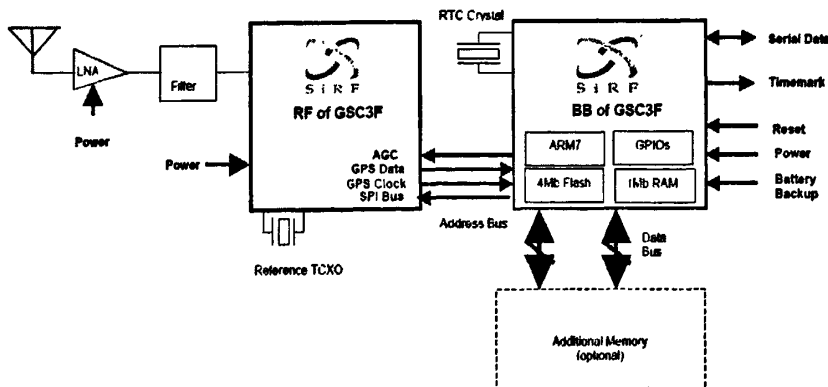 RTC Crystal
LNA
Filter
Power
SiRF
RF of GSC3F
Power
AGC
GPS Data
GPS Clock
SPI Bus
Reference TCXO
SiRF
BB of GSC3F
ARM7
GPIOs
4Mb Flash
1Mb RAM
Serial Data
Timemark
Reset
Power
Battery
Backup
Address Bus
Data
Bus
Additional Memory
(optional)